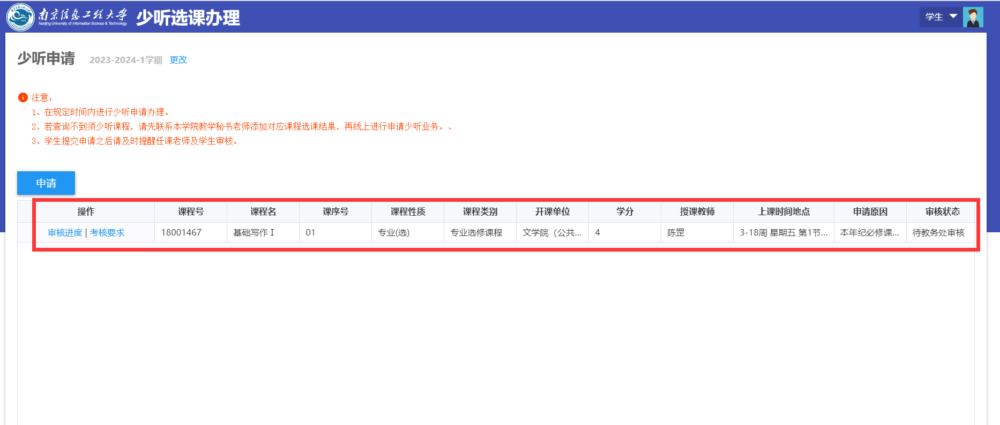 南京信息工程大学
Nanjing University of Information Science & Technology
少听选课办理
学生
少听申请 2023-2024-1学期 更改
注意：
1、在规定时间内进行少听申请办理。
2、若查询不到须少听课程，请先联系本学院教学秘书老师添加对应课程选课结果，再线上进行申请少听业务。、
3、学生提交申请之后请及时提醒任课老师及学生审核。
申请
操作 课程号 课程名 课序号 课程性质 课程类别 开课单位 学分 授课教师 上课时间地点 申请原因 审核状态
审核进度 | 考核要求 18001467 基础写作 I 01 专业(选) 专业选修课程 文学院（公共... 4 陈罡 3-18周 星期五 第1节... 本年纪必修课... 待教务处审核